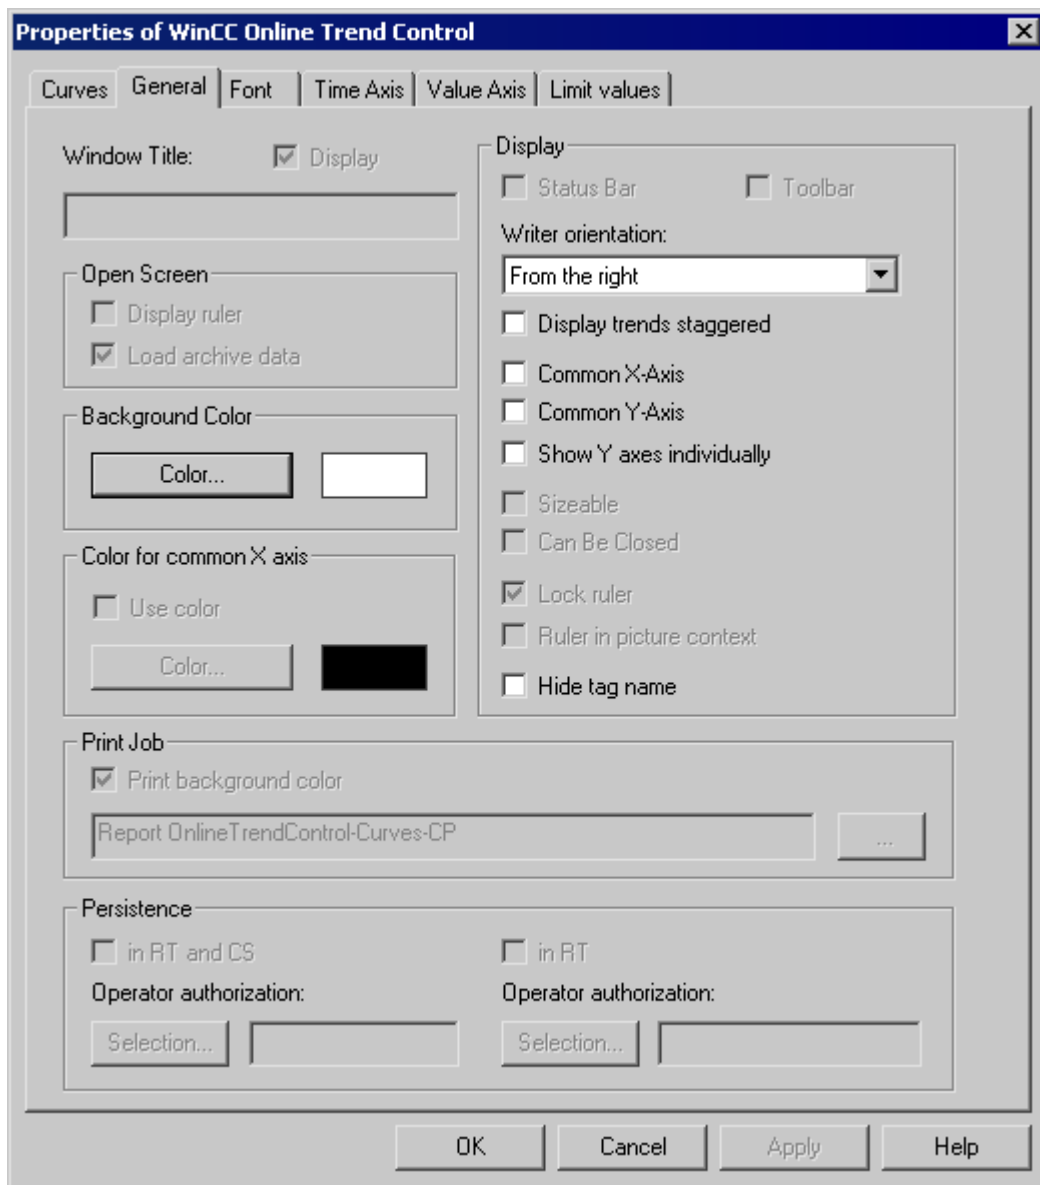 Properties of WinCC Online Trend Control
Curves General Font Time Axis Value Axis Limit values
Window Title: Display
Open Screen
Display ruler
Load archive data
Background Color
Color...
Color for common X axis
Use color
Color...
Display
Status Bar Toolbar
Writer orientation:
From the right
Display trends staggered
Common X-Axis
Common Y-Axis
Show Y axes individually
Sizeable
Can Be Closed
Lock ruler
Ruler in picture context
Hide tag name
Print Job
Print background color
Report OnlineTrendControl-Curves-CP
...
Persistence
in RT and CS in RT
Operator authorization: Operator authorization:
Selection... Selection...
OK Cancel Apply Help